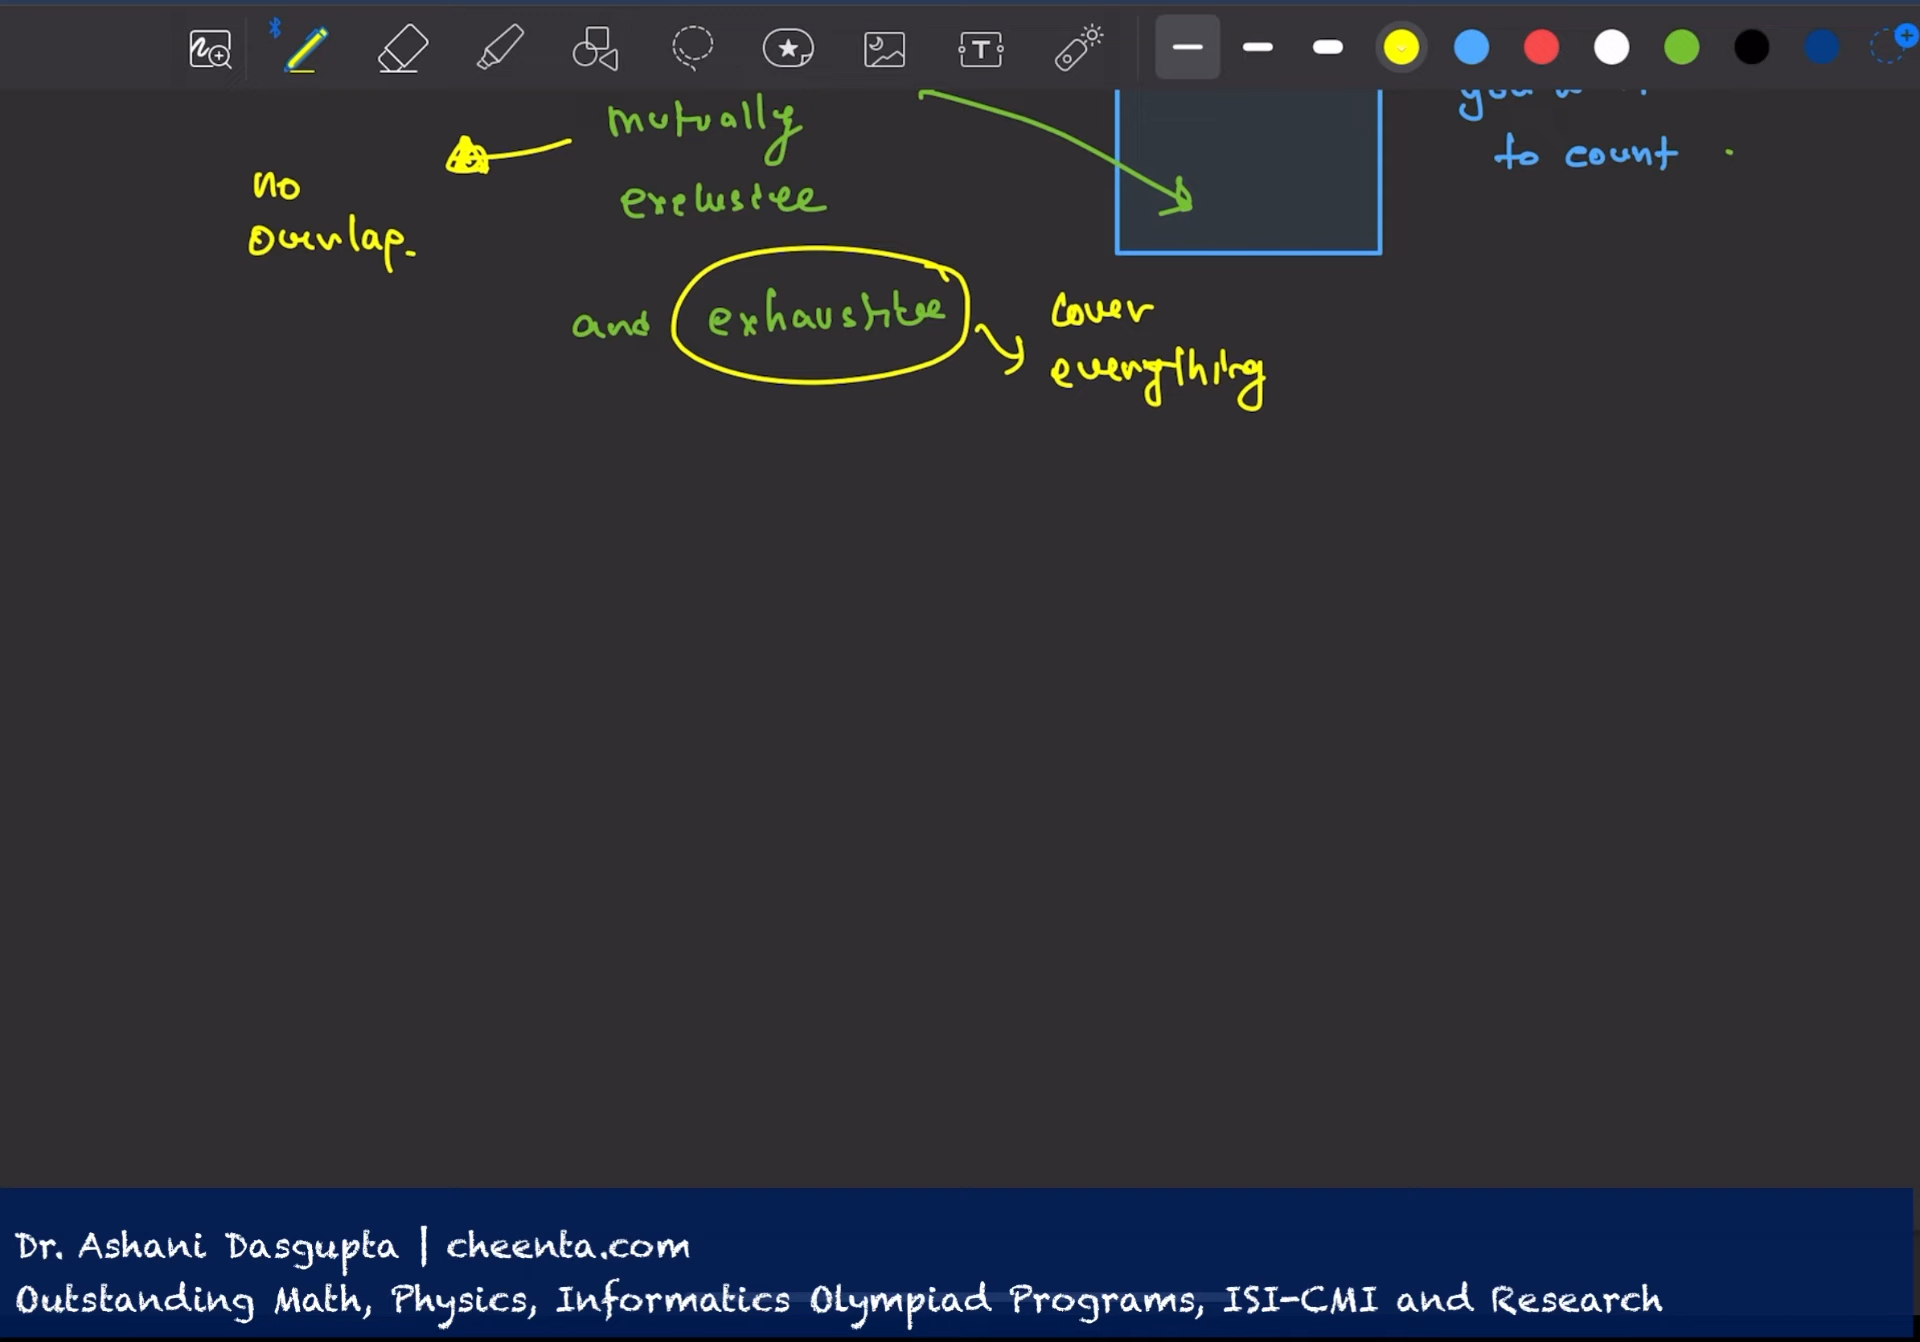 mutually
exclusive
no
overlap.
and exhaustive
cover
everything
you
to count
T
Dr. Ashani Dasgupta | cheenta.com
Outstanding Math, Physics, Informatics Olympiad Programs, ISI-CMI and Research